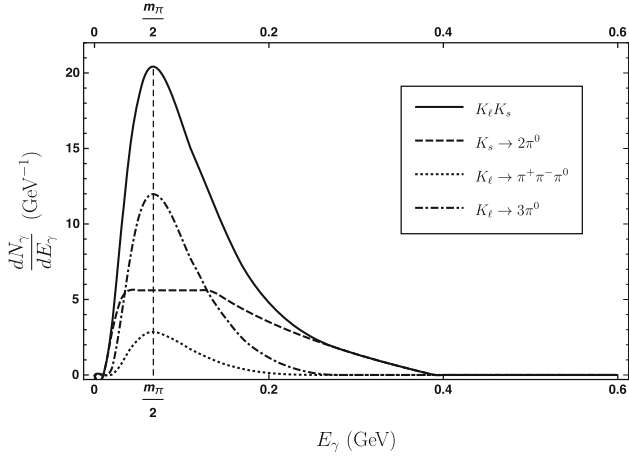 m_π
0 2 0.2 0.4 0.6
20
15
10
5
0
dN_γ
dE_γ (GeV⁻¹)
K_ℓK_s
K_s → 2π⁰
K_ℓ → π⁺π⁻π⁰
K_ℓ → 3π⁰
0 m_π 0.2 0.4 0.6
2
E_γ (GeV)